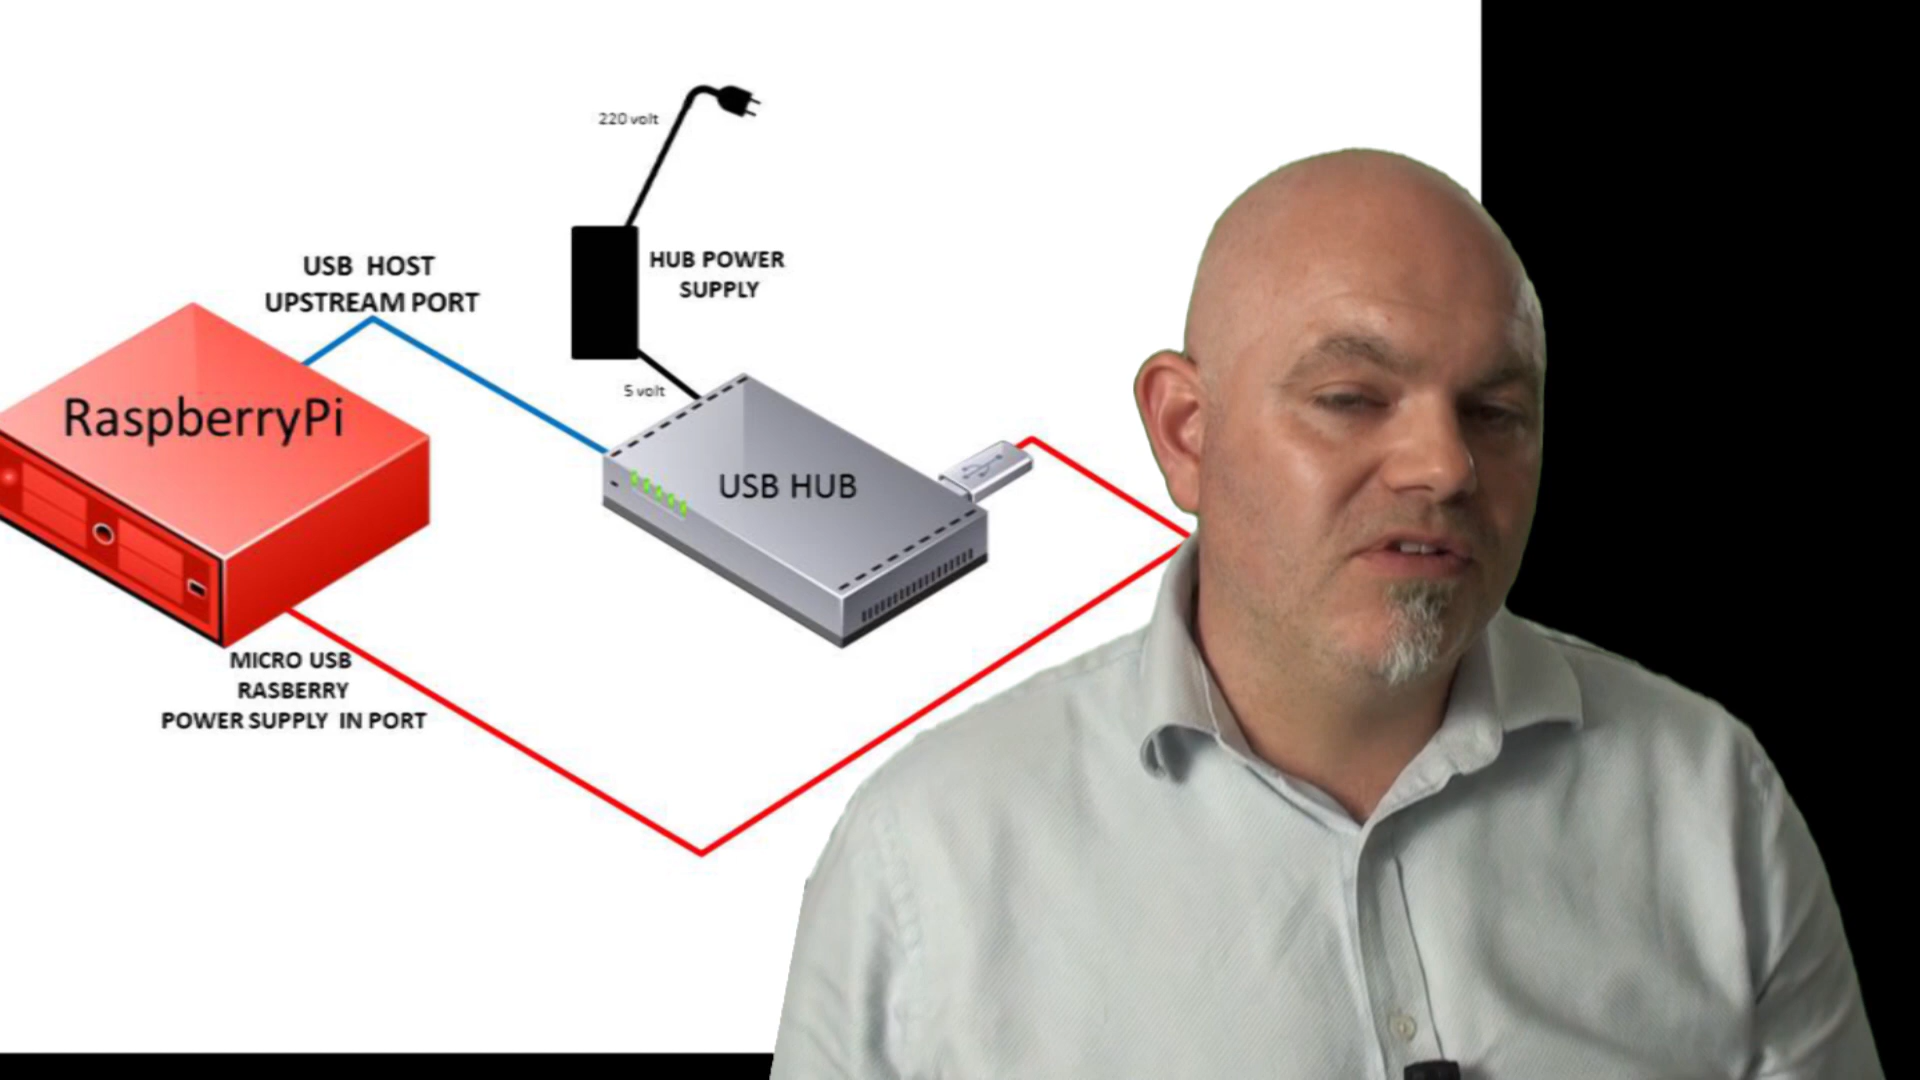 220 volt
HUB POWER
SUPPLY
USB HOST
UPSTREAM PORT
5 volt
RaspberryPi
USB HUB
MICRO USB
RASBERRY
POWER SUPPLY IN PORT